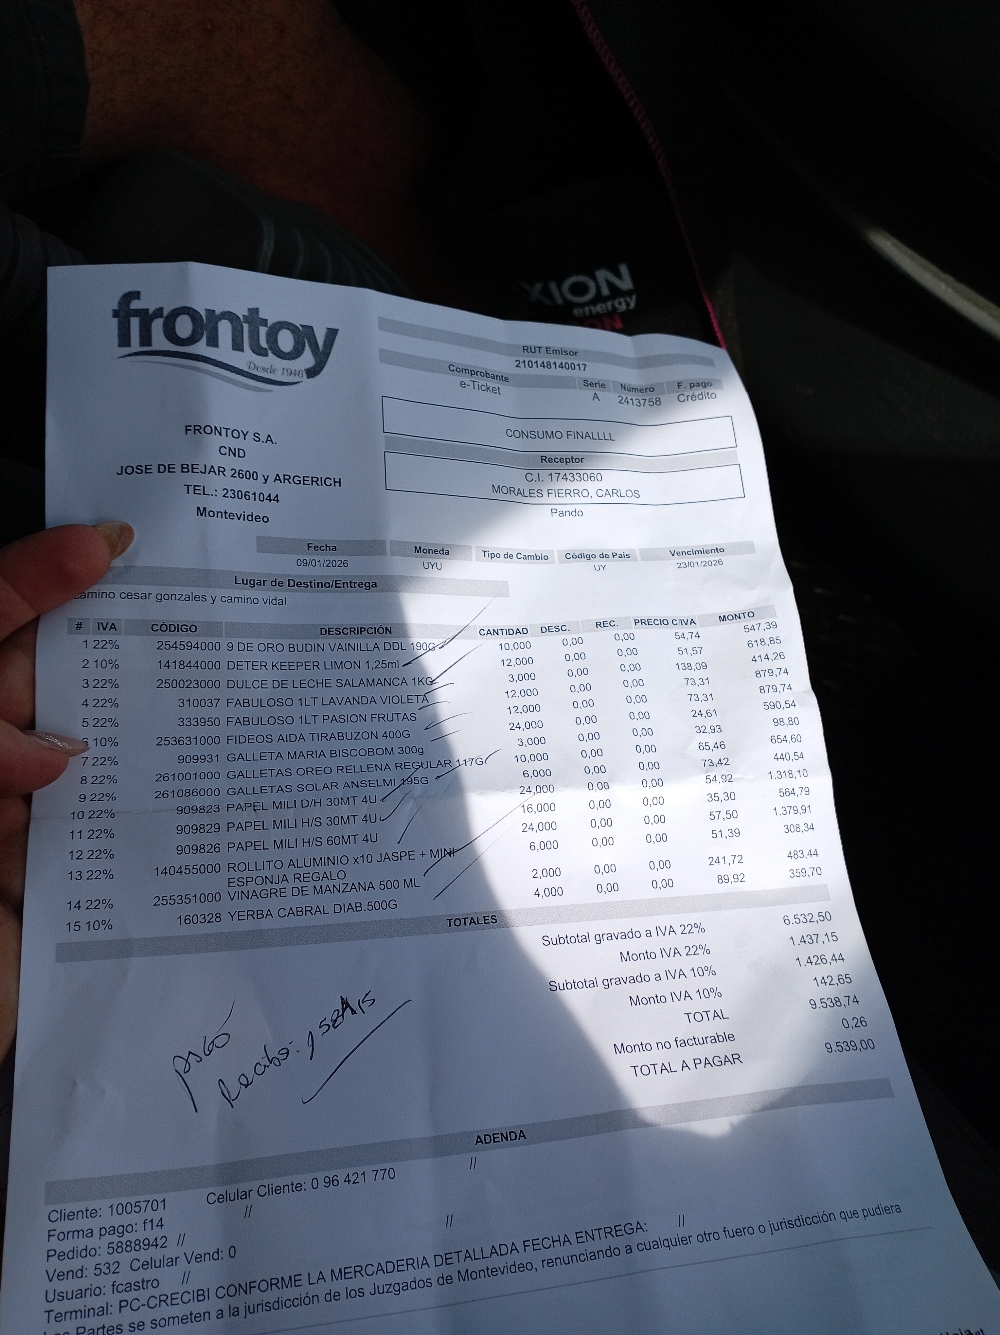 XION
energy
frontoy
Desde 1946
FRONTOY S.A.
CND
JOSE DE BEJAR 2600 y ARGERICH
TEL.: 23061044
Montevideo
RUT Emisor
210148140017
Comprobante Serie Número F. pago
e-Ticket A 2413758 Crédito
CONSUMO FINALLLL
Receptor
C.I. 17433060
MORALES FIERRO, CARLOS
Pando
Fecha Moneda Tipo de Cambio Código de País Vencimiento
09/01/2026 UYU UY 23/01/2026
Lugar de Destino/Entrega
camino cesar gonzales y camino vidal
# IVA CÓDIGO DESCRIPCIÓN CANTIDAD DESC. REC. PRECIO C/IVA MONTO
1 22% 254594000 9 DE ORO BUDIN VAINILLA DDL 190G 10,000 0,00 0,00 54,74 547,39
2 10% 141844000 DETER KEEPER LIMON 1,25ml 12,000 0,00 0,00 51,57 618,85
3 22% 250023000 DULCE DE LECHE SALAMANCA 1KG 3,000 0,00 0,00 138,09 414,26
4 22% 310037 FABULOSO 1LT LAVANDA VIOLETA 12,000 0,00 0,00 73,31 879,74
5 22% 333950 FABULOSO 1LT PASION FRUTAS 12,000 0,00 0,00 73,31 879,74
6 10% 253631000 FIDEOS AIDA TIRABUZON 400G 24,000 0,00 0,00 24,61 590,54
7 22% 909931 GALLETA MARIA BISCOBOM 300g 3,000 0,00 0,00 32,93 98,80
8 22% 261001000 GALLETAS OREO RELLENA REGULAR 117G 10,000 0,00 0,00 65,46 654,60
9 22% 261086000 GALLETAS SOLAR ANSELMI 195G 6,000 0,00 0,00 73,42 440,54
10 22% 909823 PAPEL MILI D/H 30MT 4U 24,000 0,00 0,00 54,92 1.318,10
11 22% 909829 PAPEL MILI H/S 30MT 4U 16,000 0,00 0,00 35,30 564,79
12 22% 909826 PAPEL MILI H/S 60MT 4U 24,000 0,00 0,00 57,50 1.379,91
13 22% 140455000 ROLLITO ALUMINIO x10 JASPE + MINI 6,000 0,00 0,00 51,39 308,34
ESPONJA REGALO
14 22% 255351000 VINAGRE DE MANZANA 500 ML 2,000 0,00 0,00 241,72 483,44
15 10% 160328 YERBA CABRAL DIAB.500G 4,000 0,00 0,00 89,92 359,70
TOTALES
Subtotal gravado a IVA 22% 6.532,50
Monto IVA 22% 1.437,15
Subtotal gravado a IVA 10% 1.426,44
Monto IVA 10% 142,65
TOTAL 9.538,74
Monto no facturable 0,26
TOTAL A PAGAR 9.539,00
Recibo:
ADENDA
Cliente: 1005701 Celular Cliente: 0 96 421 770 //
Forma pago: f14 //
Pedido: 5888942 // //
Vend: 532 Celular Vend: 0
Usuario: fcastro //
Terminal: PC-CRECIBI CONFORME LA MERCADERIA DETALLADA FECHA ENTREGA: //
Las Partes se someten a la jurisdicción de los Juzgados de Montevideo, renunciando a cualquier otro fuero o jurisdicción que pudiera